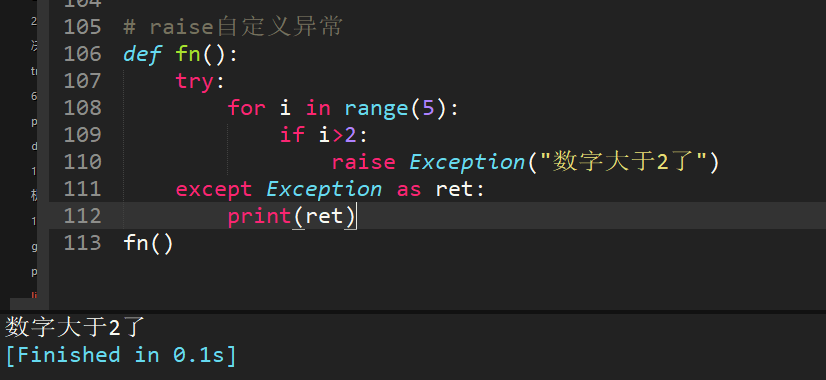 104
105 # raise自定义异常
106 def fn():
107     try:
108         for i in range(5):
109             if i>2:
110                 raise Exception("数字大于2了")
111     except Exception as ret:
112         print(ret)
113 fn()
数字大于2了
[Finished in 0.1s]